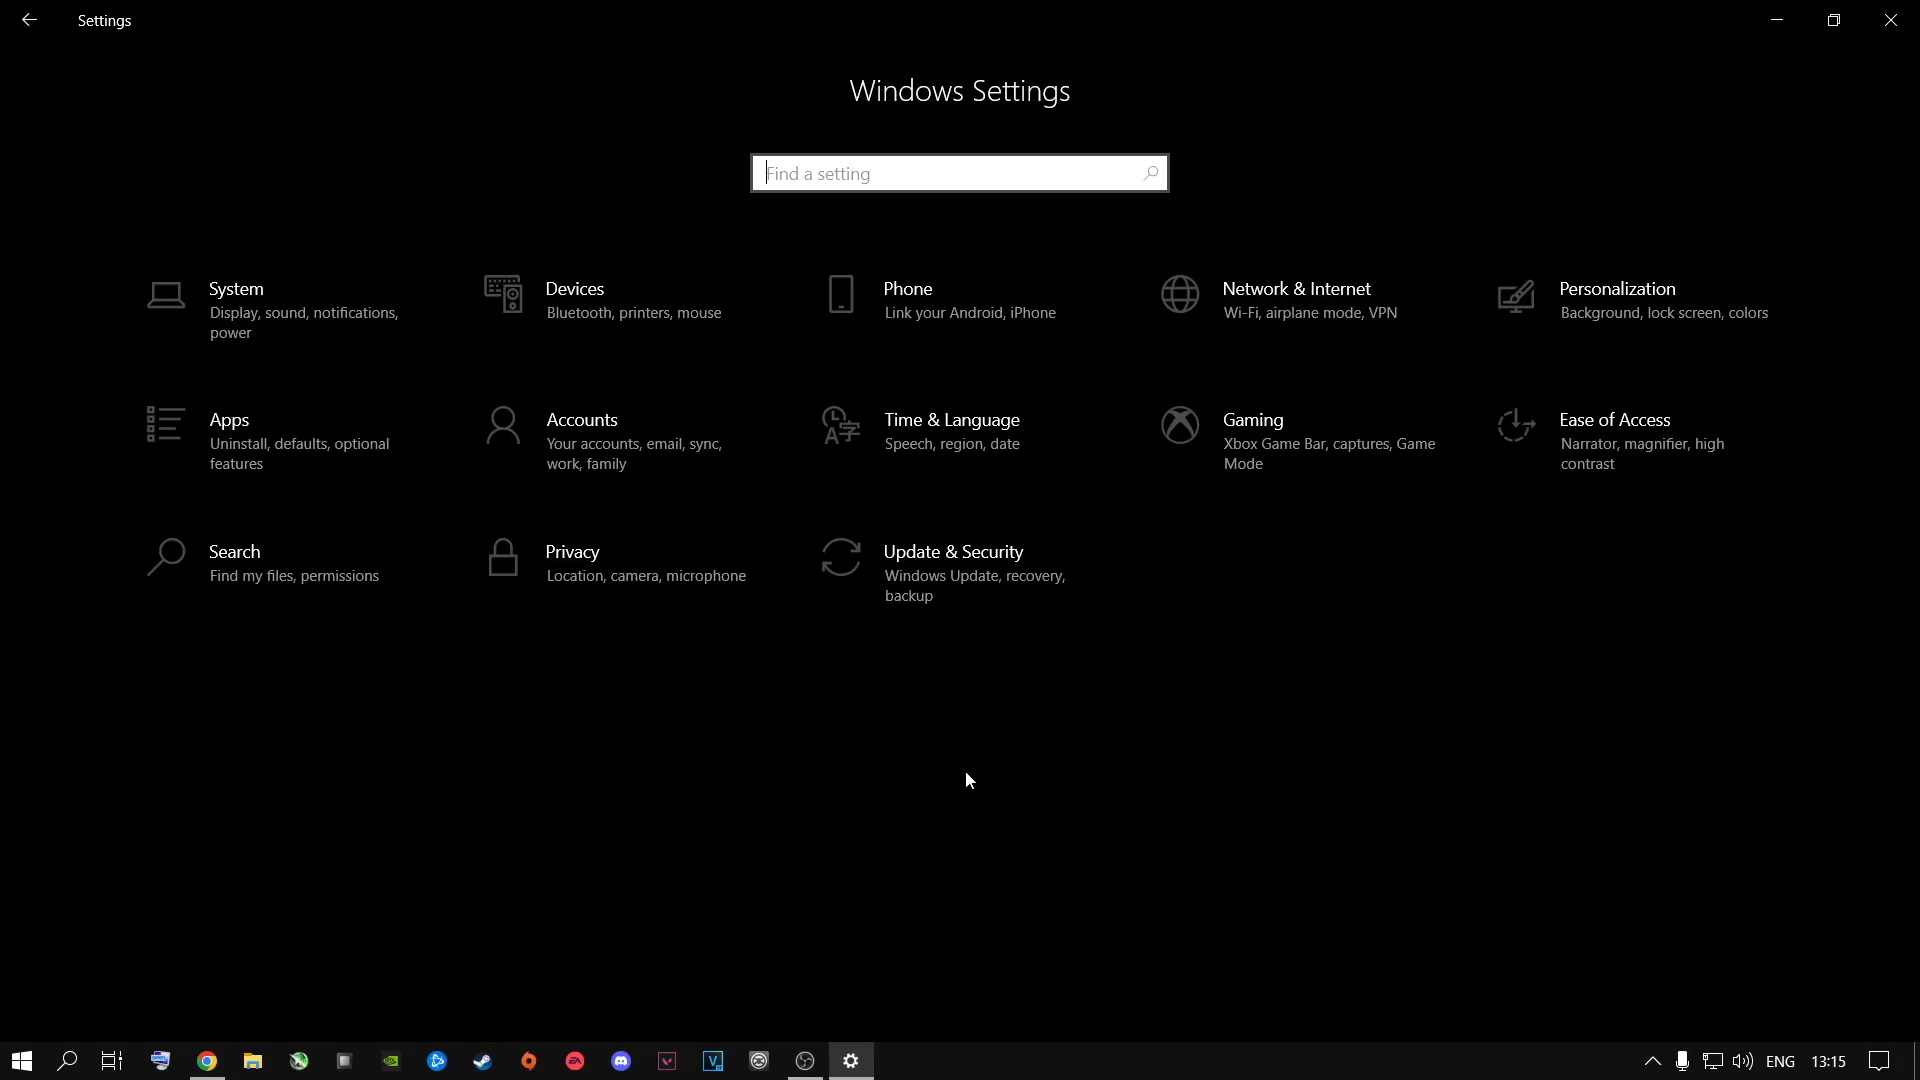 Settings
Windows Settings
Find a setting
System
Display, sound, notifications,
power
Devices
Bluetooth, printers, mouse
Phone
Link your Android, iPhone
Network & Internet
Wi-Fi, airplane mode, VPN
Personalization
Background, lock screen, colors
Apps
Uninstall, defaults, optional
features
Accounts
Your accounts, email, sync,
work, family
Time & Language
Speech, region, date
Gaming
Xbox Game Bar, captures, Game
Mode
Ease of Access
Narrator, magnifier, high
contrast
Search
Find my files, permissions
Privacy
Location, camera, microphone
Update & Security
Windows Update, recovery,
backup
ENG 13:15